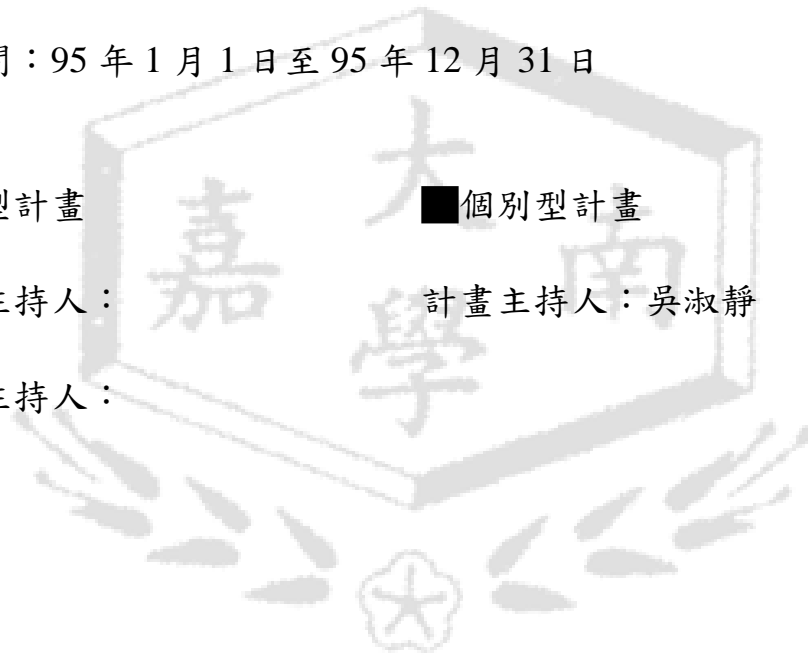 間：95 年 1 月 1 日至 95 年 12 月 31 日
型計畫 ■個別型計畫
主持人： 計畫主持人：吳淑靜
主持人：
大
嘉 南
學